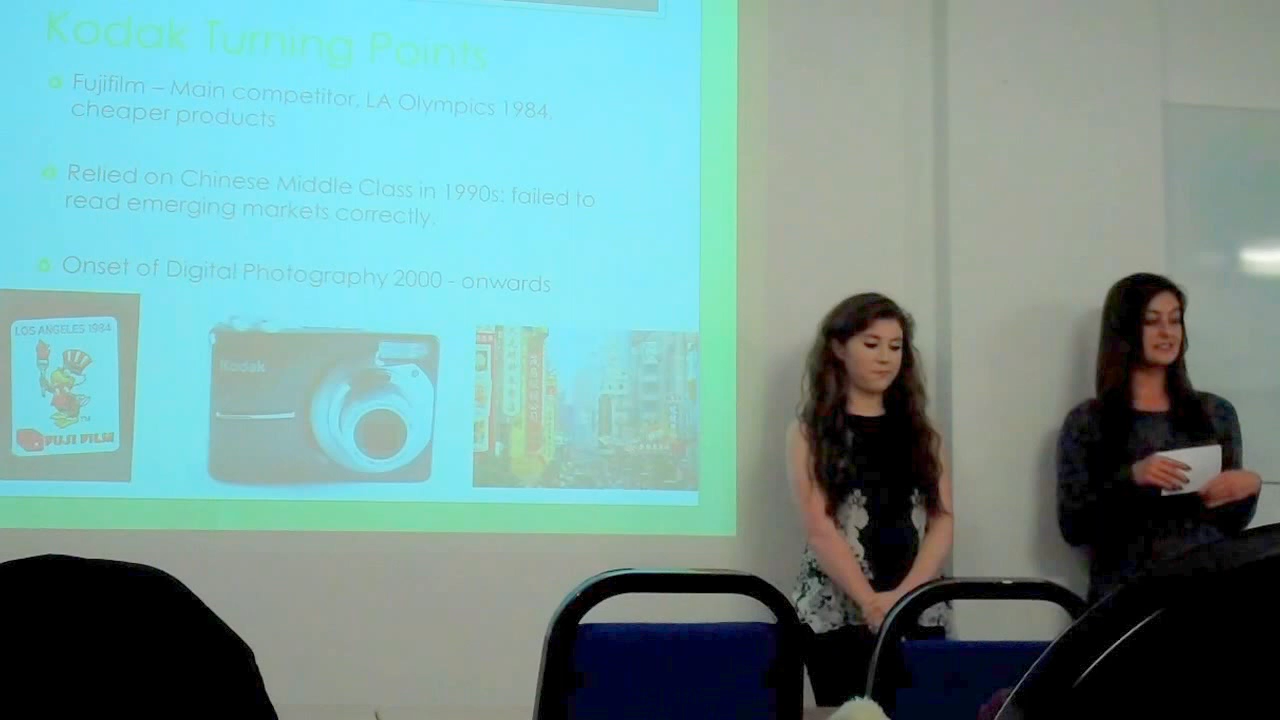 Kodak Turning Points
Fujifilm – Main competitor, LA Olympics 1984,
cheaper products
Relied on Chinese Middle Class in 1990s: failed to
read emerging markets correctly.
Onset of Digital Photography 2000 - onwards
LOS ANGELES 1984
TM
FUJI FILM
Kodak